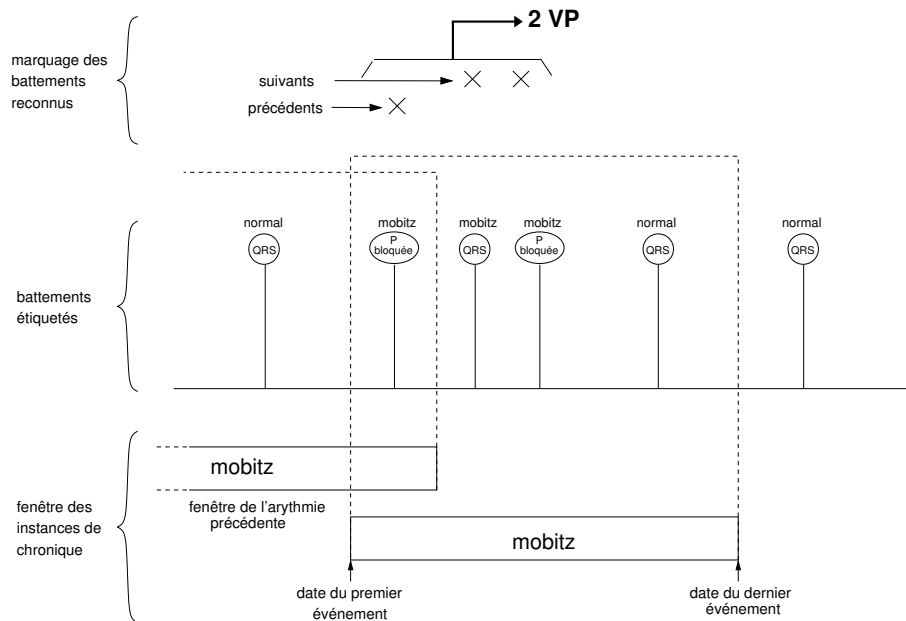 2 VP
marquage des
battements
reconnus
suivants
précédents
normal
mobitz
mobitz
mobitz
normal
normal
QRS
P
bloquée
QRS
P
bloquée
QRS
QRS
battements
étiquetés
mobitz
fenêtre de l'arythmie
précédente
fenêtre des
instances de
chronique
mobitz
date du premier
événement
date du dernier
événement